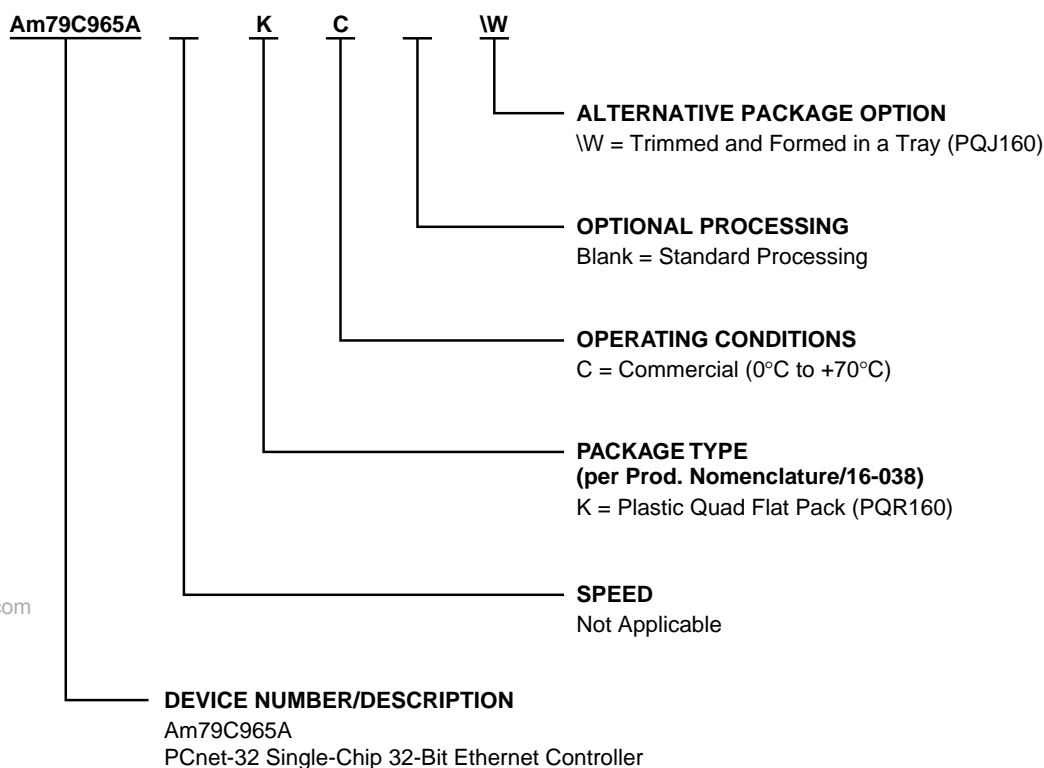 Am79C965A K C \W
ALTERNATIVE PACKAGE OPTION
\W = Trimmed and Formed in a Tray (PQJ160)
OPTIONAL PROCESSING
Blank = Standard Processing
OPERATING CONDITIONS
C = Commercial (0°C to +70°C)
PACKAGE TYPE
(per Prod. Nomenclature/16-038)
K = Plastic Quad Flat Pack (PQR160)
SPEED
Not Applicable
com
DEVICE NUMBER/DESCRIPTION
Am79C965A
PCnet-32 Single-Chip 32-Bit Ethernet Controller